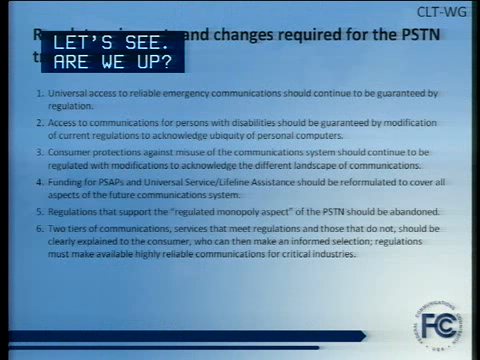 CLT-WG
and changes required for the PSTN
LET'S SEE.
ARE WE UP?
1. Universal access to reliable emergency communications should continue to be guaranteed by
regulation.
2. Access to communications for persons with disabilities should be guaranteed by modification
of current regulations to acknowledge ubiquity of personal computers.
3. Consumer protections against misuse of the communications system should continue to be
regulated with modifications to acknowledge the different landscape of communications.
4. Funding for PSAPs and Universal Service/Lifeline Assistance should be reformulated to cover all
aspects of the future communications system.
5. Regulations that support the "regulated monopoly aspect" of the PSTN should be abandoned.
6. Two tiers of communications, services that meet regulations and those that do not, should be
clearly explained to the consumer, who can then make an informed selection; regulations
must make available highly reliable communications for critical industries.
FEDERAL COMMUNICATIONS COMMISSION
FCC
USA